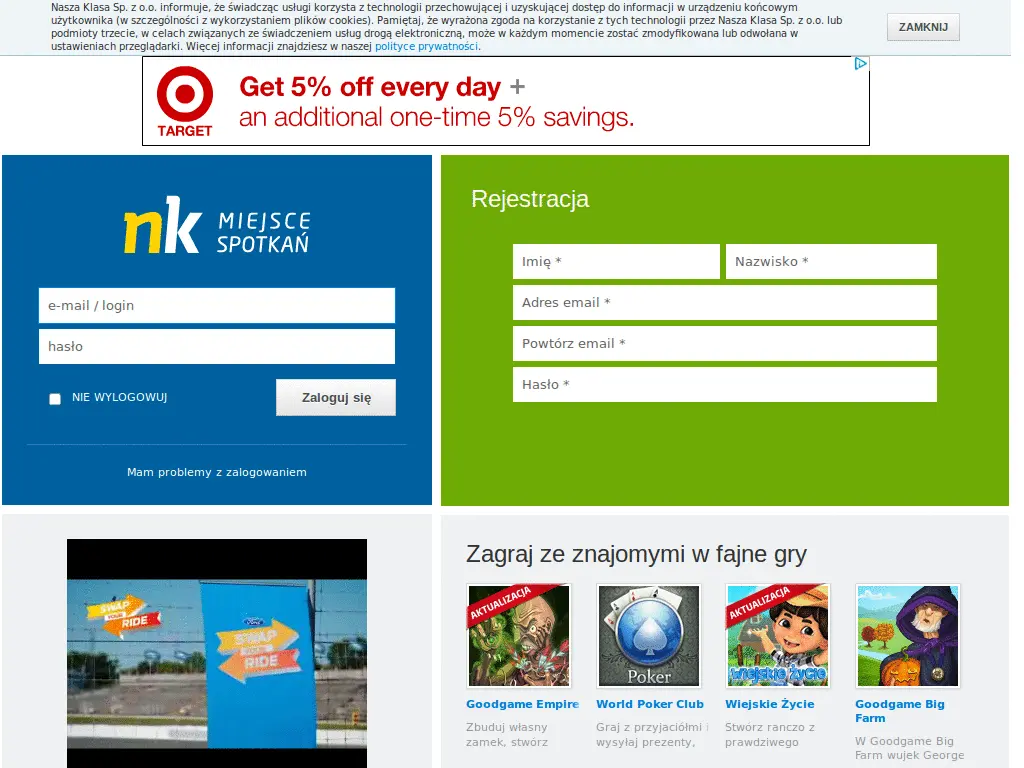 Nasza Klasa Sp. z o.o. informuje, że świadcząc usługi korzysta z technologii przechowującej i uzyskującej dostęp do informacji w urządzeniu końcowym
użytkownika (w szczególności z wykorzystaniem plików cookies). Pamiętaj, że wyrażona zgoda na korzystanie z tych technologii przez Nasza Klasa Sp. z o.o. lub
podmioty trzecie, w celach związanych ze świadczeniem usług drogą elektroniczną, może w każdym momencie zostać zmodyfikowana lub odwołana w
ustawieniach przeglądarki. Więcej informacji znajdziesz w naszej polityce prywatności.
ZAMKNIJ
Get 5% off every day +
an additional one-time 5% savings.
TARGET
nk MIEJSCE
SPOTKAŃ
e-mail / login
hasło
NIE WYLOGOWUJ
Zaloguj się
Mam problemy z zalogowaniem
Rejestracja
Imię *
Nazwisko *
Adres email *
Powtórz email *
Hasło *
SWAP
YOUR
RIDE
Ford
SWAP
RIDE
Zagraj ze znajomymi w fajne gry
AKTUALIZACJA
Poker
AKTUALIZACJA
Wiejskie Życie
Goodgame Empire
Zbuduj własny
zamek, stwórz
World Poker Club
Graj z przyjaciółmi i
wysyłaj prezenty,
Wiejskie Życie
Stwórz ranczo z
prawdziwego
Goodgame Big
Farm
W Goodgame Big
Farm wujek George